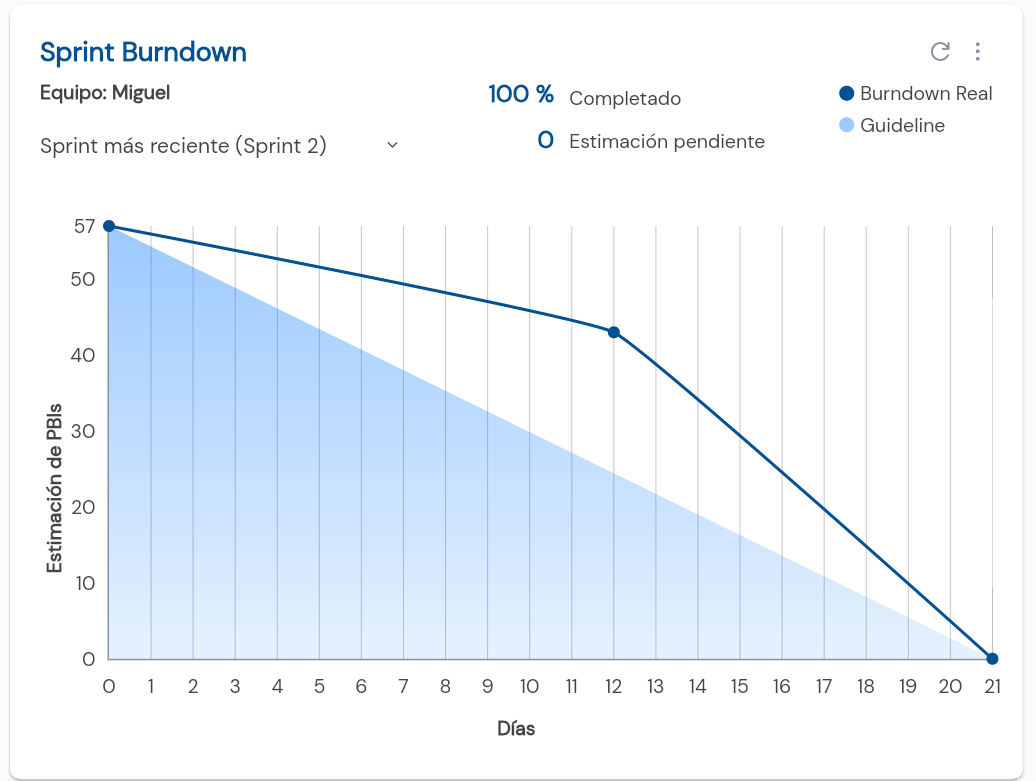 Sprint Burndown
Equipo: Miguel
Sprint más reciente (Sprint 2)
100 % Completado
0 Estimación pendiente
Burndown Real
Guideline
Estimación de PBIs
57
50
40
30
20
10
0
0 1 2 3 4 5 6 7 8 9 10 11 12 13 14 15 16 17 18 19 20 21
Días